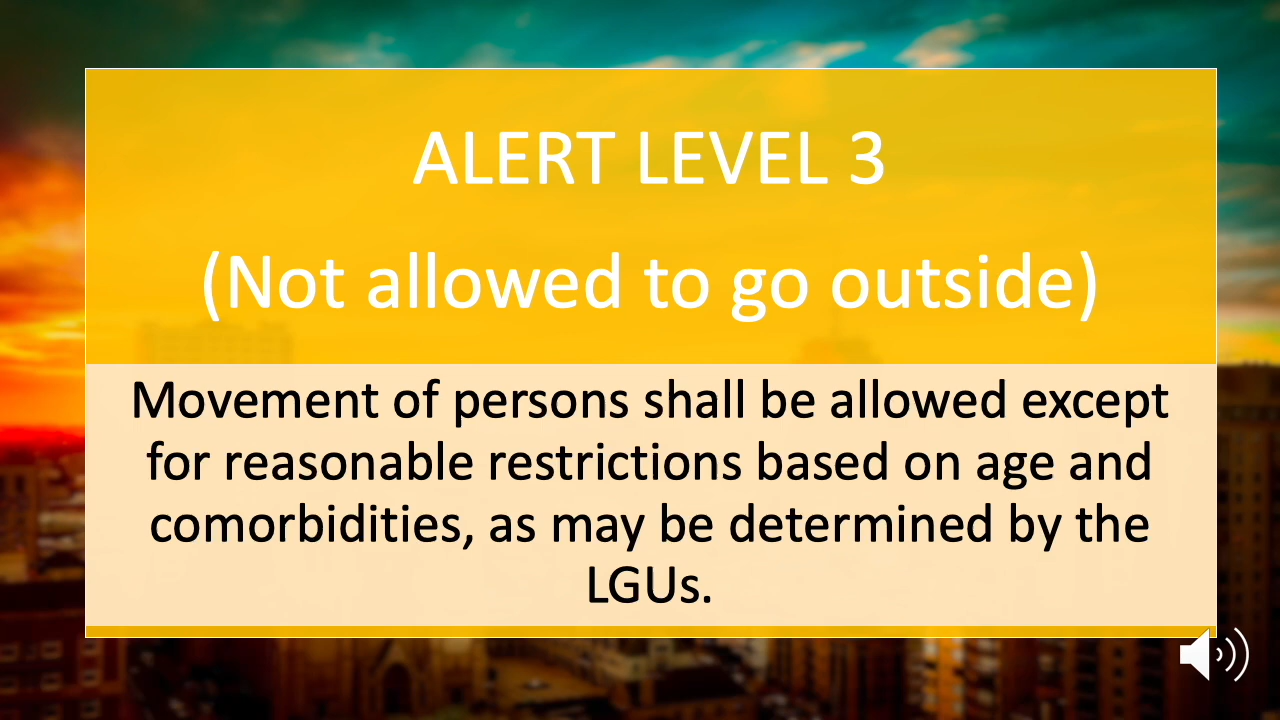 ALERT LEVEL 3
(Not allowed to go outside)
Movement of persons shall be allowed except
for reasonable restrictions based on age and
comorbidities, as may be determined by the
LGUs.